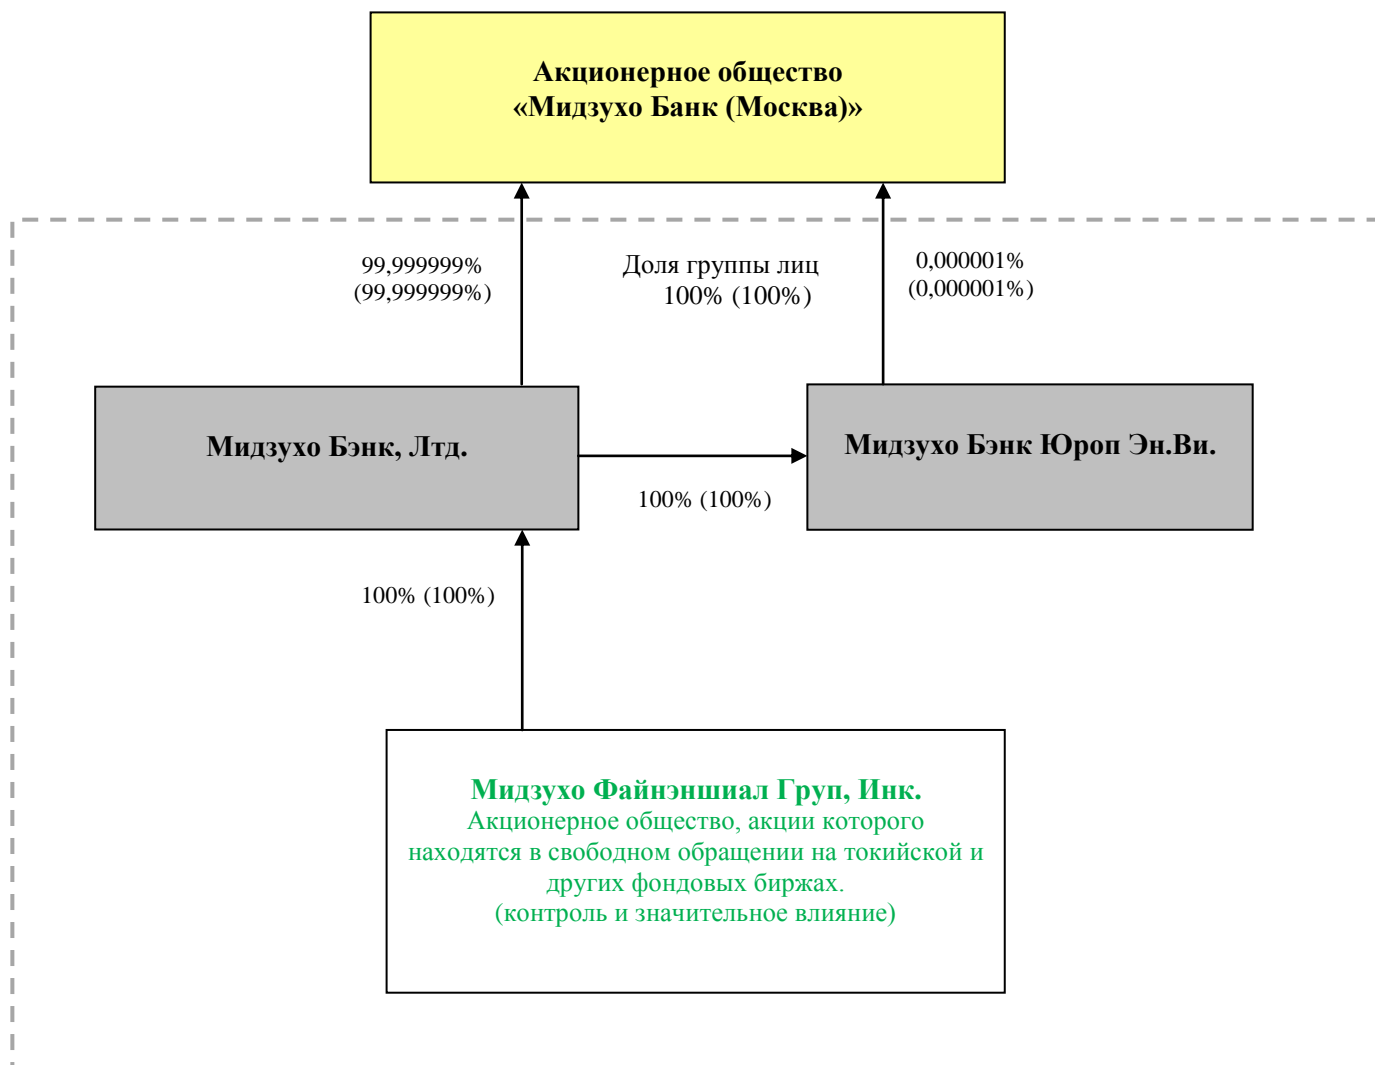 Акционерное общество
«Мидзухо Банк (Москва)»
99,999999%
(99,999999%)
Доля группы лиц
100% (100%)
0,000001%
(0,000001%)
Мидзухо Бэнк, Лтд.
Мидзухо Бэнк Юроп Эн.Ви.
100% (100%)
100% (100%)
Мидзухо Файнэншиал Груп, Инк.
Акционерное общество, акции которого
находятся в свободном обращении на токийской и
других фондовых биржах.
(контроль и значительное влияние)